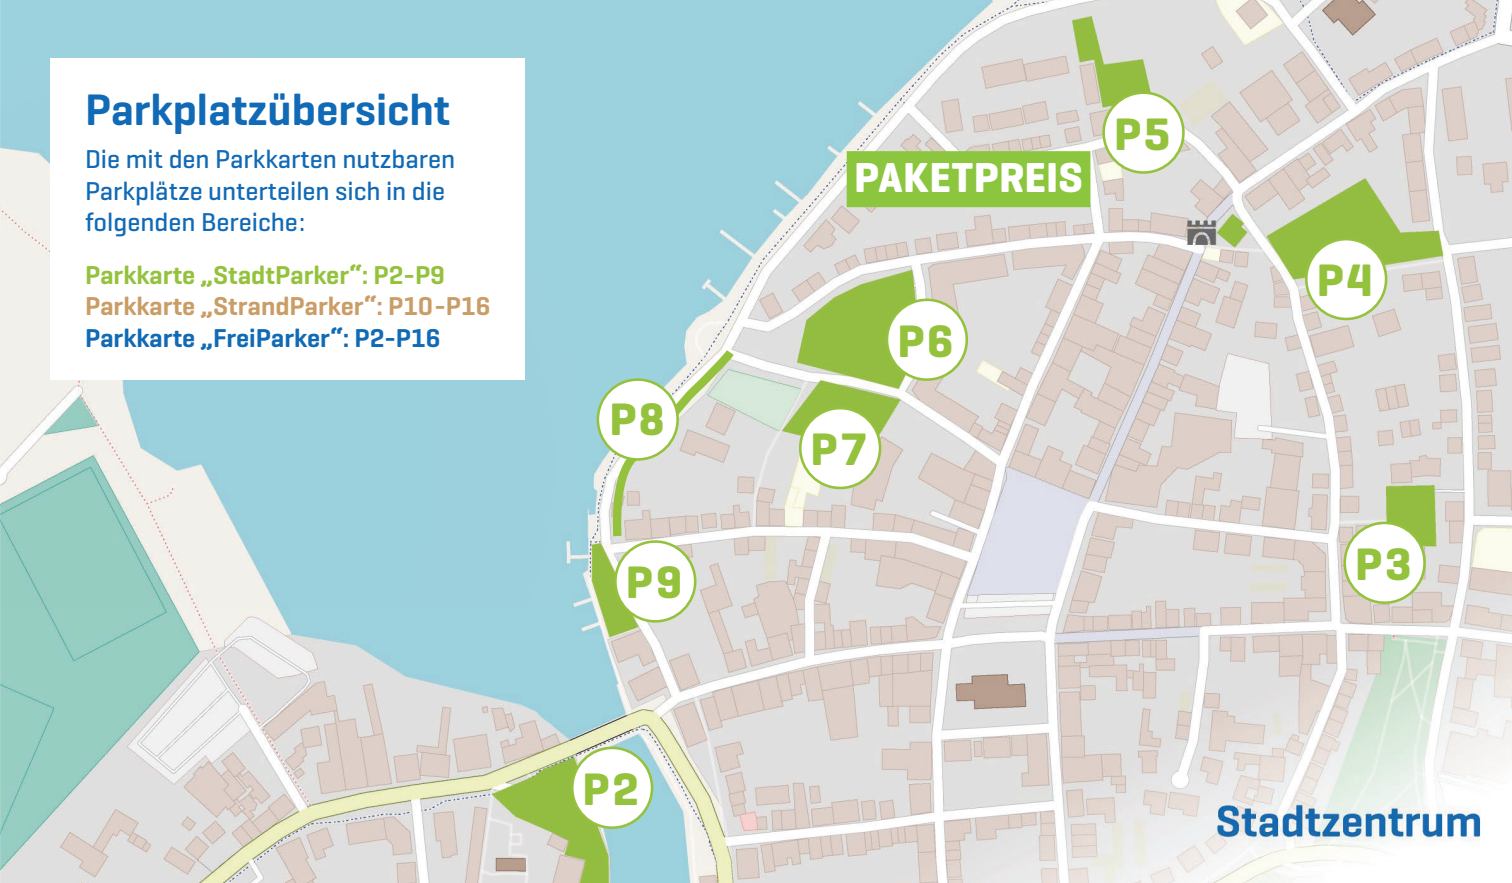 Parkplatzübersicht
Die mit den Parkkarten nutzbaren
Parkplätze unterteilen sich in die
folgenden Bereiche:
Parkkarte „StadtParker“: P2-P9
Parkkarte „StrandParker“: P10-P16
Parkkarte „FreiParker“: P2-P16
P5
PAKETPREIS
P4
P6
P8
P7
P3
P9
P2
Stadtzentrum